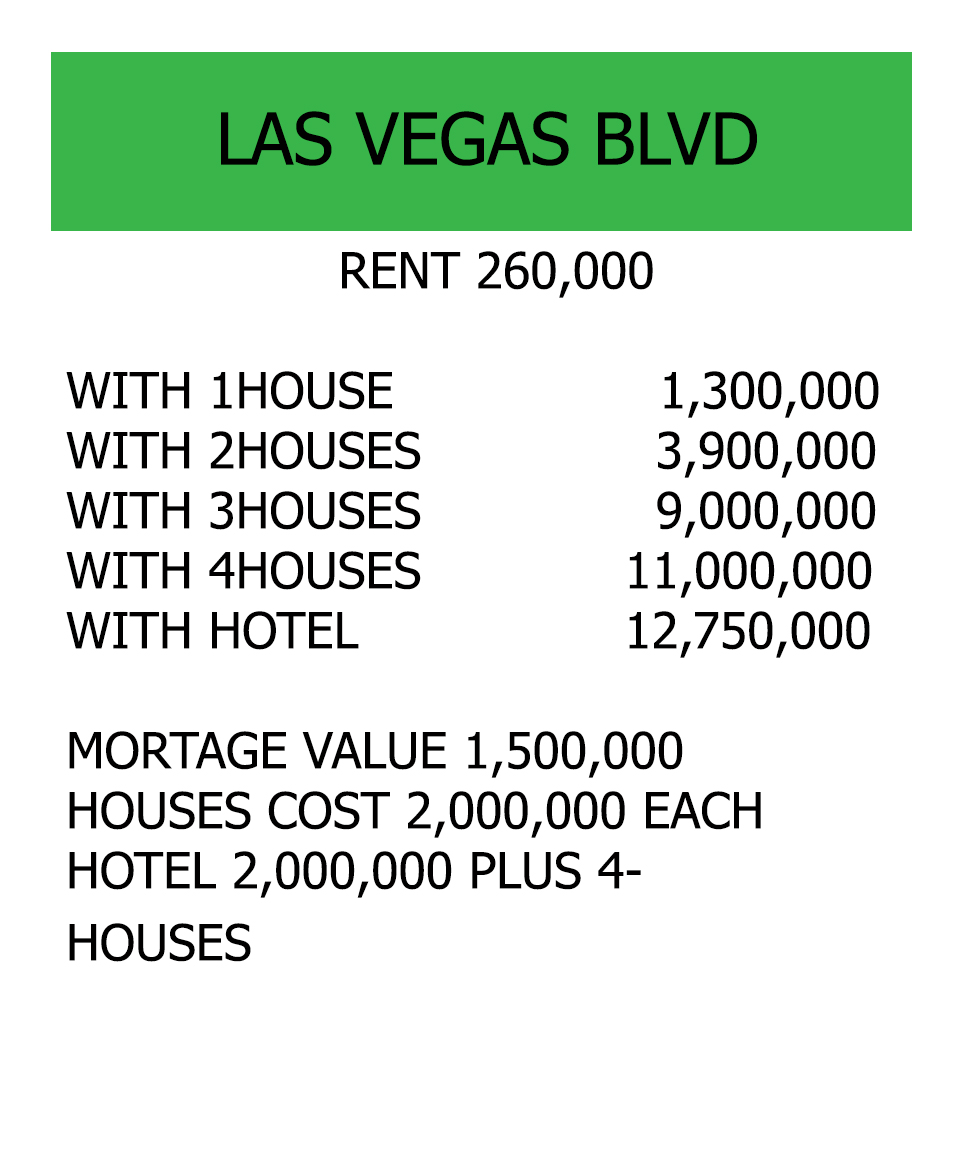 LAS VEGAS BLVD
RENT 260,000
WITH 1HOUSE 1,300,000
WITH 2HOUSES 3,900,000
WITH 3HOUSES 9,000,000
WITH 4HOUSES 11,000,000
WITH HOTEL 12,750,000
MORTAGE VALUE 1,500,000
HOUSES COST 2,000,000 EACH
HOTEL 2,000,000 PLUS 4-
HOUSES